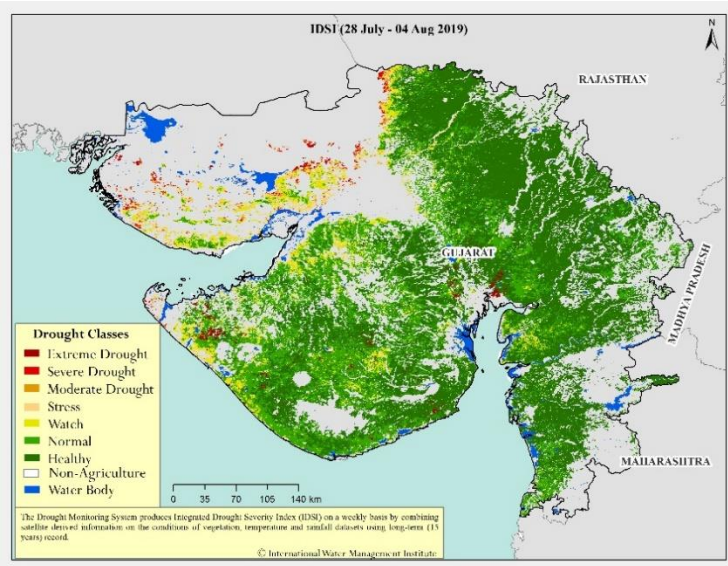 IDSI (28 July - 04 Aug 2019)
N
RAJASTHAN
GUJARAT
MADHYA PRADESH
MAHARASHTRA
Drought Classes
Extreme Drought
Severe Drought
Moderate Drought
Stress
Watch
Normal
Healthy
Non-Agriculture
Water Body
0 35 70 105 140 km
The Drought Monitoring System produces Integrated Drought Severity Index (IDSI) on a weekly basis by combining
satellite derived information on the conditions of vegetation, temperature and rainfall datasets using long-term (15
years) record.
© International Water Management Institute